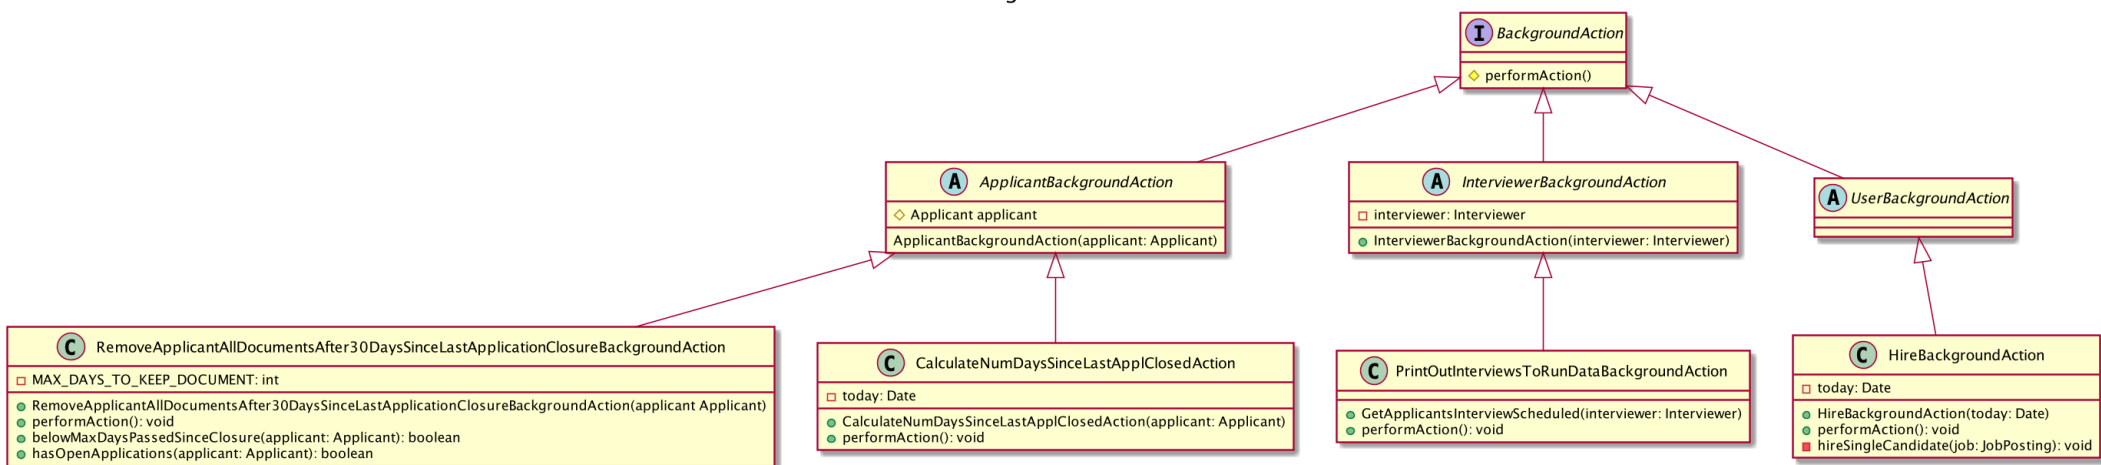 I BackgroundAction
performAction()
A ApplicantBackgroundAction
Applicant applicant
ApplicantBackgroundAction(applicant: Applicant)
A InterviewerBackgroundAction
interviewer: Interviewer
InterviewerBackgroundAction(interviewer: Interviewer)
A UserBackgroundAction
C RemoveApplicantAllDocumentsAfter30DaysSinceLastApplicationClosureBackgroundAction
MAX_DAYS_TO_KEEP_DOCUMENT: int
RemoveApplicantAllDocumentsAfter30DaysSinceLastApplicationClosureBackgroundAction(applicant Applicant)
performAction(): void
belowMaxDaysPassedSinceClosure(applicant: Applicant): boolean
hasOpenApplications(applicant: Applicant): boolean
C CalculateNumDaysSinceLastApplClosedAction
today: Date
CalculateNumDaysSinceLastApplClosedAction(applicant: Applicant)
performAction(): void
C PrintOutInterviewsToRunDataBackgroundAction
GetApplicantsInterviewScheduled(interviewer: Interviewer)
performAction(): void
C HireBackgroundAction
today: Date
HireBackgroundAction(today: Date)
performAction(): void
hireSingleCandidate(job: JobPosting): void